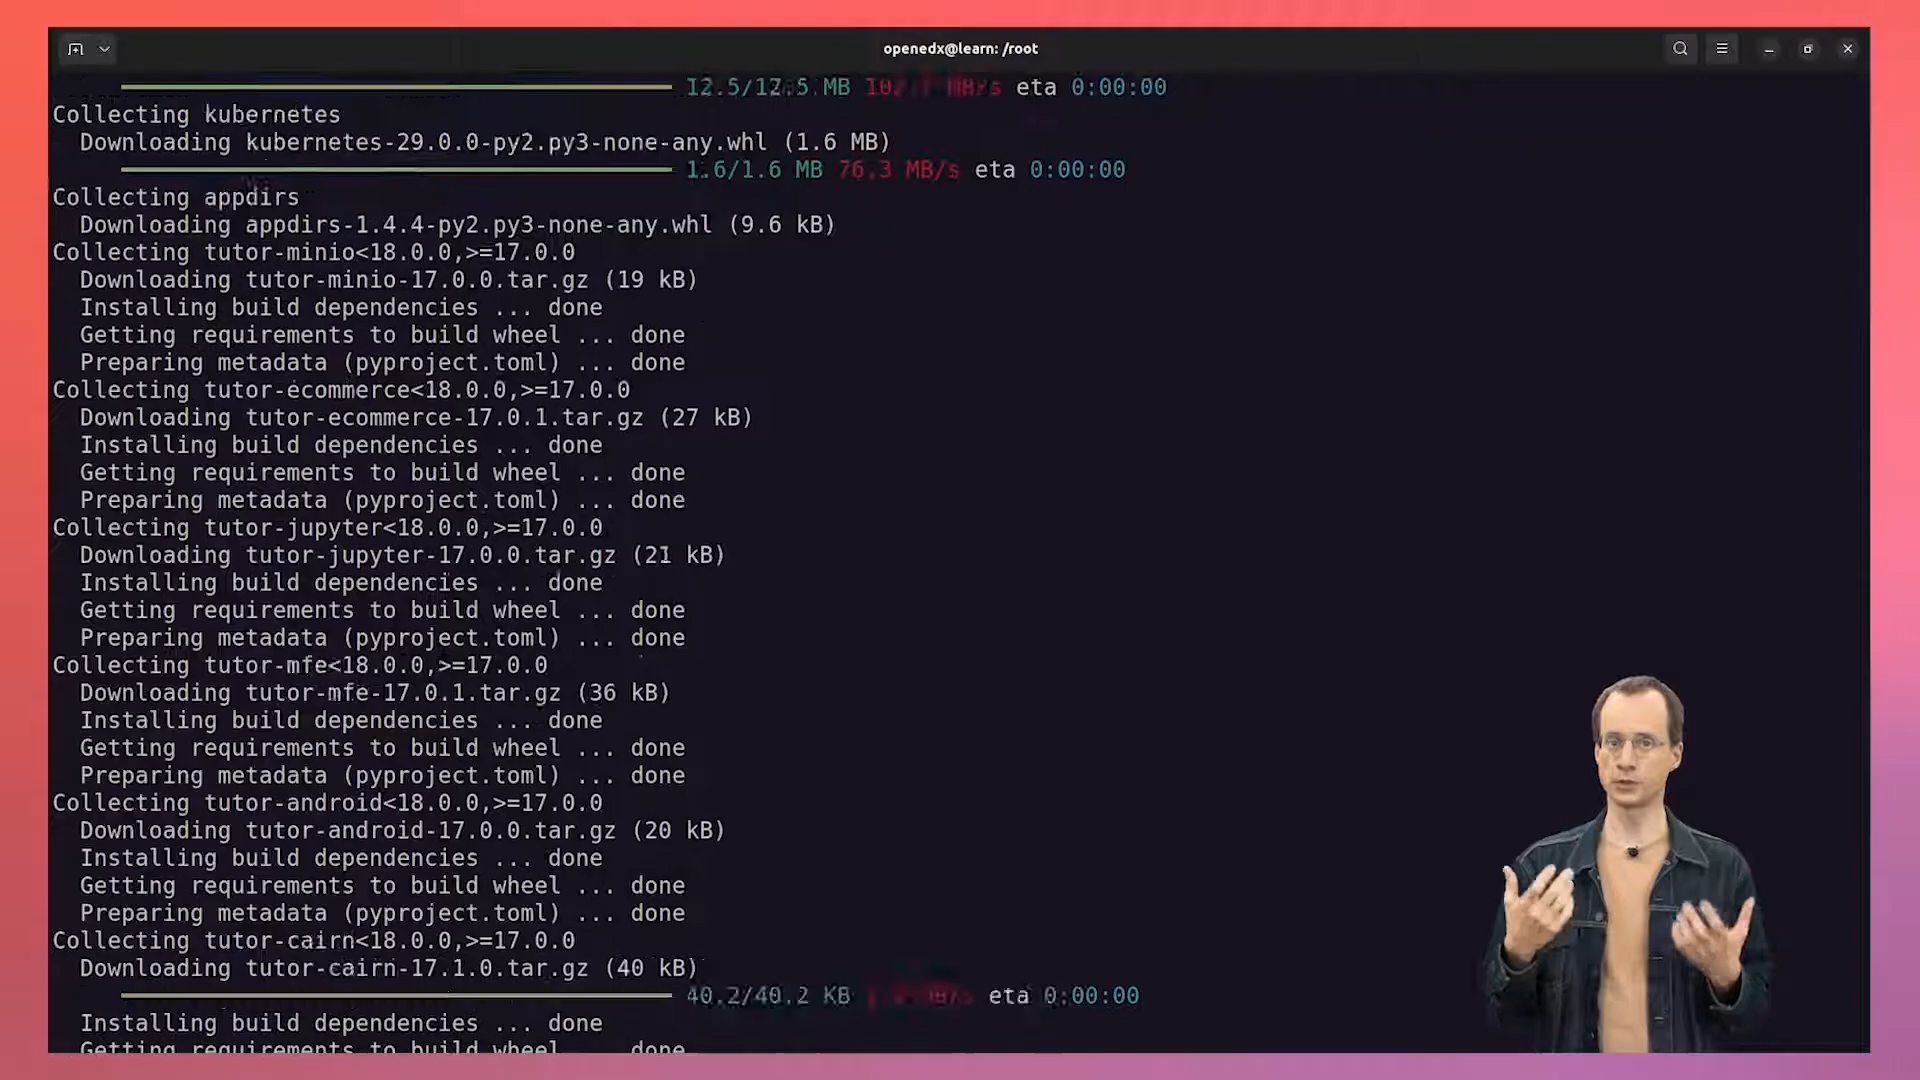 openedx@learn: /root
12.5/12.5 MB MB/s eta 0:00:00
Collecting kubernetes
Downloading kubernetes-29.0.0-py2.py3-none-any.whl (1.6 MB)
1.6/1.6 MB 76.3 MB/s eta 0:00:00
Collecting appdirs
Downloading appdirs-1.4.4-py2.py3-none-any.whl (9.6 kB)
Collecting tutor-minio<18.0.0,>=17.0.0
Downloading tutor-minio-17.0.0.tar.gz (19 kB)
Installing build dependencies ... done
Getting requirements to build wheel ... done
Preparing metadata (pyproject.toml) ... done
Collecting tutor-ecommerce<18.0.0,>=17.0.0
Downloading tutor-ecommerce-17.0.1.tar.gz (27 kB)
Installing build dependencies ... done
Getting requirements to build wheel ... done
Preparing metadata (pyproject.toml) ... done
Collecting tutor-jupyter<18.0.0,>=17.0.0
Downloading tutor-jupyter-17.0.0.tar.gz (21 kB)
Installing build dependencies ... done
Getting requirements to build wheel ... done
Preparing metadata (pyproject.toml) ... done
Collecting tutor-mfe<18.0.0,>=17.0.0
Downloading tutor-mfe-17.0.1.tar.gz (36 kB)
Installing build dependencies ... done
Getting requirements to build wheel ... done
Preparing metadata (pyproject.toml) ... done
Collecting tutor-android<18.0.0,>=17.0.0
Downloading tutor-android-17.0.0.tar.gz (20 kB)
Installing build dependencies ... done
Getting requirements to build wheel ... done
Preparing metadata (pyproject.toml) ... done
Collecting tutor-cairn<18.0.0,>=17.0.0
Downloading tutor-cairn-17.1.0.tar.gz (40 kB)
40.2/40.2 KB eta 0:00:00
Installing build dependencies ... done
Getting requirements to build wheel ... done